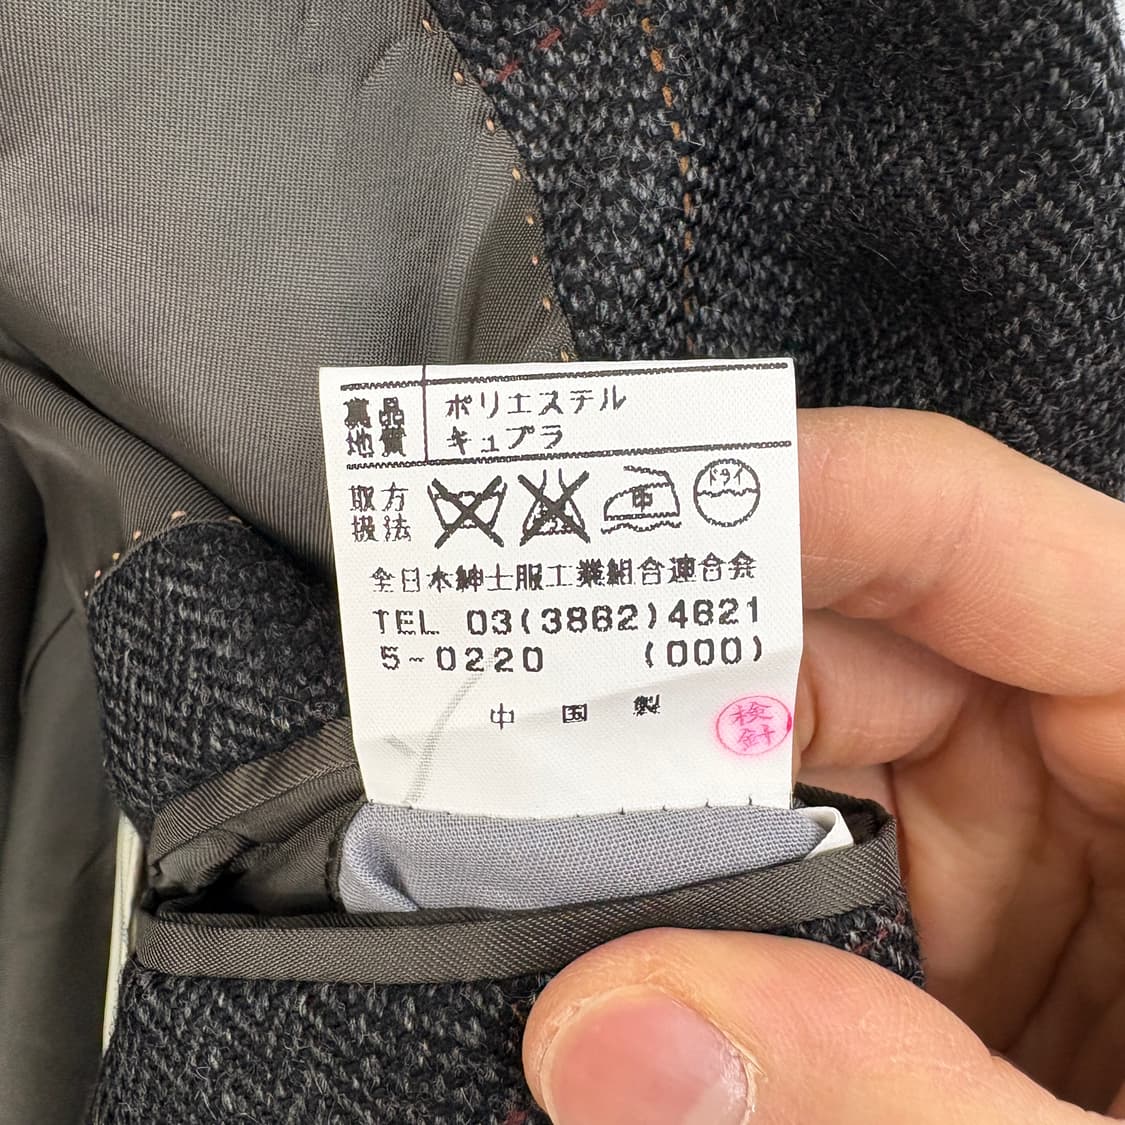 裏地 品質 ポリエステル
キュプラ
取扱方法 中 ドライ
全日本紳士服工業組合連合会
TEL 03(3862)4621
5-0220 (000)
中国製
検針